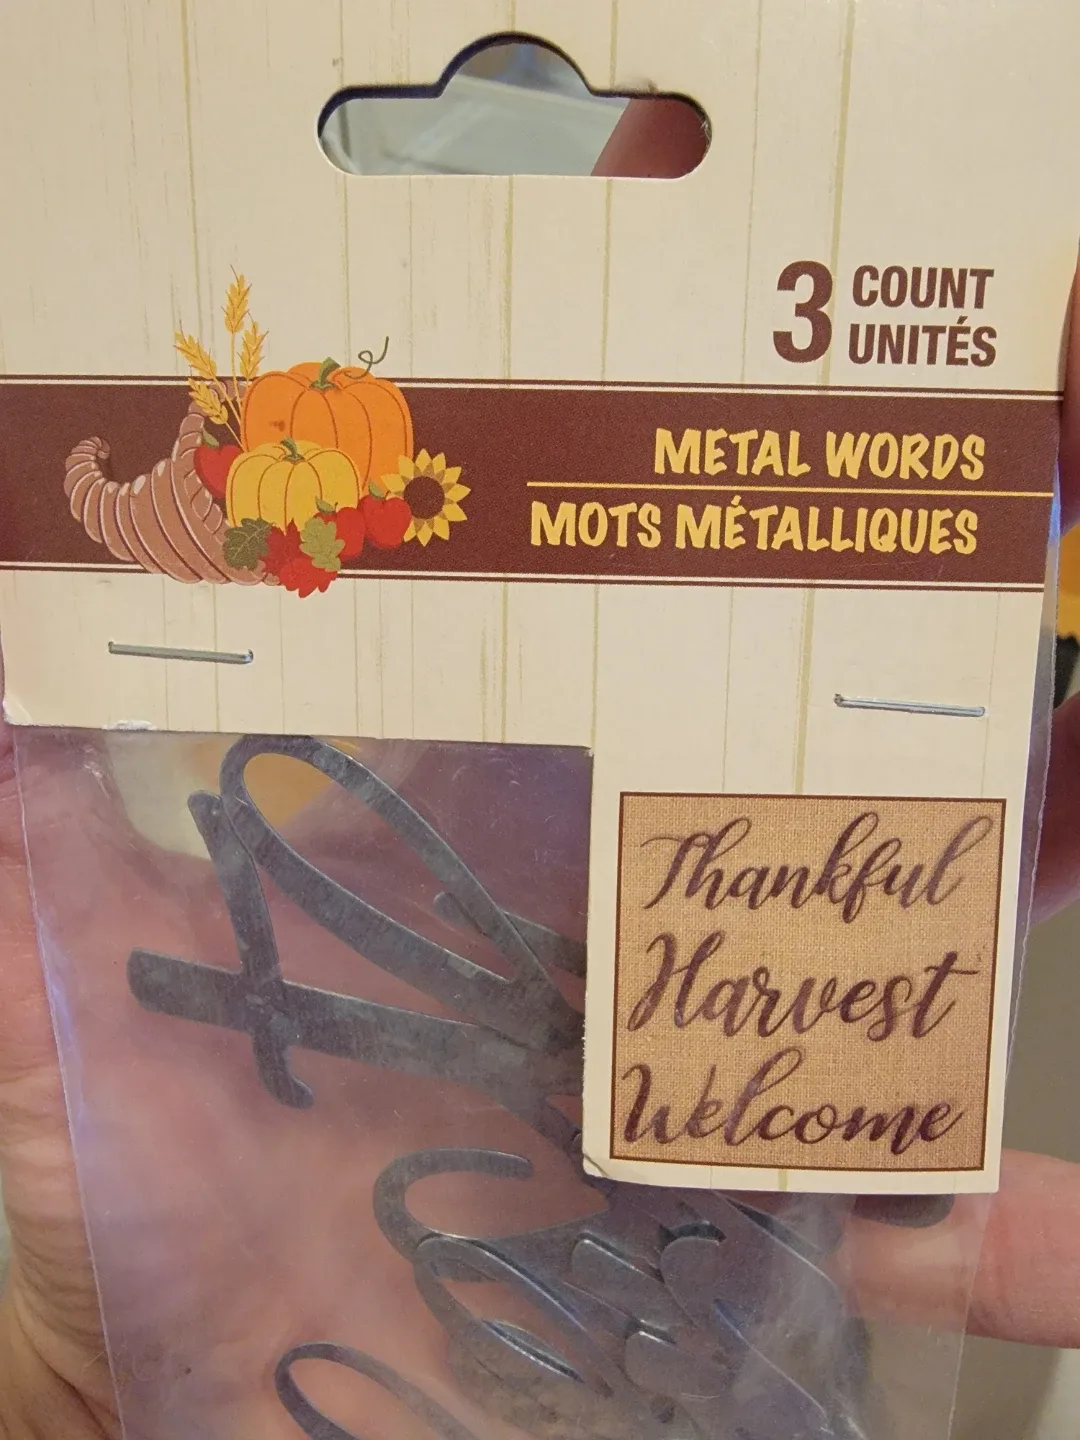 3 COUNT
UNITÉS
METAL WORDS
MOTS MÉTALLIQUES
Thankful
Harvest
Welcome